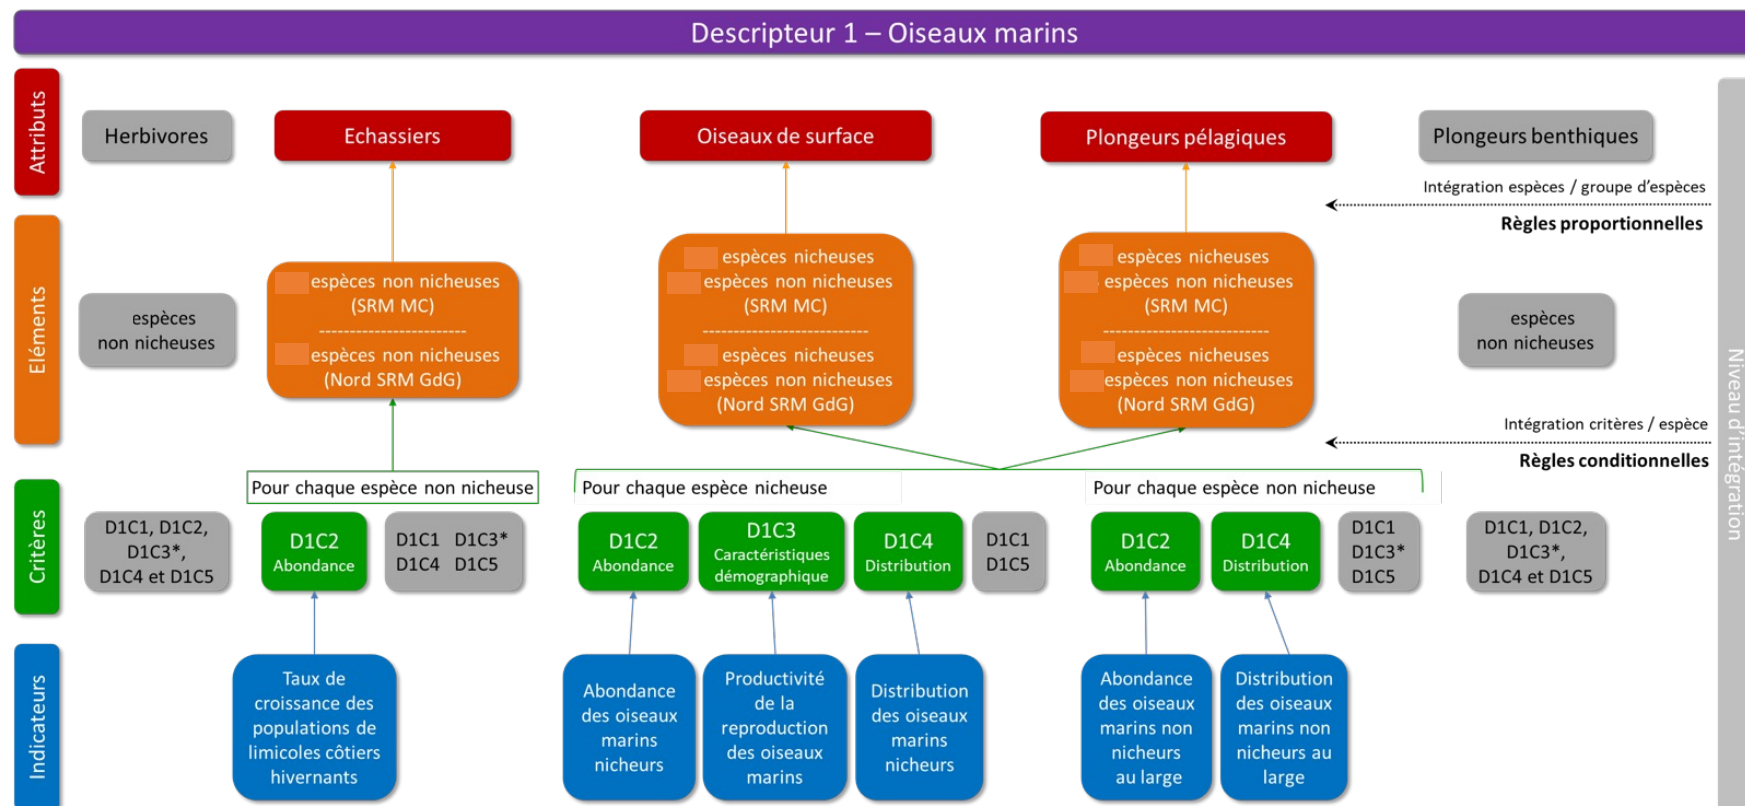 Descripteur 1 – Oiseaux marins
Attributs
Herbivores
Echassiers
Oiseaux de surface
Plongeurs pélagiques
Plongeurs benthiques
Intégration espèces / groupe d'espèces
Règles proportionnelles
Eléments
espèces
non nicheuses
espèces non nicheuses
(SRM MC)
------------------------
espèces non nicheuses
(Nord SRM GdG)
espèces nicheuses
espèces non nicheuses
(SRM MC)
---------------------------
espèces nicheuses
espèces non nicheuses
(Nord SRM GdG)
espèces nicheuses
espèces non nicheuses
(SRM MC)
---------------------------
espèces nicheuses
espèces non nicheuses
(Nord SRM GdG)
espèces
non nicheuses
Intégration critères / espèce
Règles conditionnelles
Niveau d'intégration
Critères
Pour chaque espèce non nicheuse
Pour chaque espèce nicheuse
Pour chaque espèce non nicheuse
D1C1, D1C2,
D1C3*,
D1C4 et D1C5
D1C2
Abondance
D1C1 D1C3*
D1C4 D1C5
D1C2
Abondance
D1C3
Caractéristiques
démographique
D1C4
Distribution
D1C1
D1C5
D1C2
Abondance
D1C4
Distribution
D1C1
D1C3*
D1C5
D1C1, D1C2,
D1C3*,
D1C4 et D1C5
Indicateurs
Taux de
croissance des
populations de
limicoles côtiers
hivernants
Abondance
des oiseaux
marins
nicheurs
Productivité
de la
reproduction
des oiseaux
marins
Distribution
des oiseaux
marins
nicheurs
Abondance
des oiseaux
marins non
nicheurs
au large
Distribution
des oiseaux
marins non
nicheurs au
large